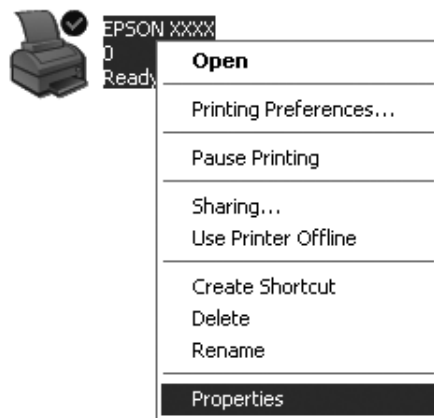 EPSON XXXX
0
Ready
Open
Printing Preferences...
Pause Printing
Sharing...
Use Printer Offline
Create Shortcut
Delete
Rename
Properties